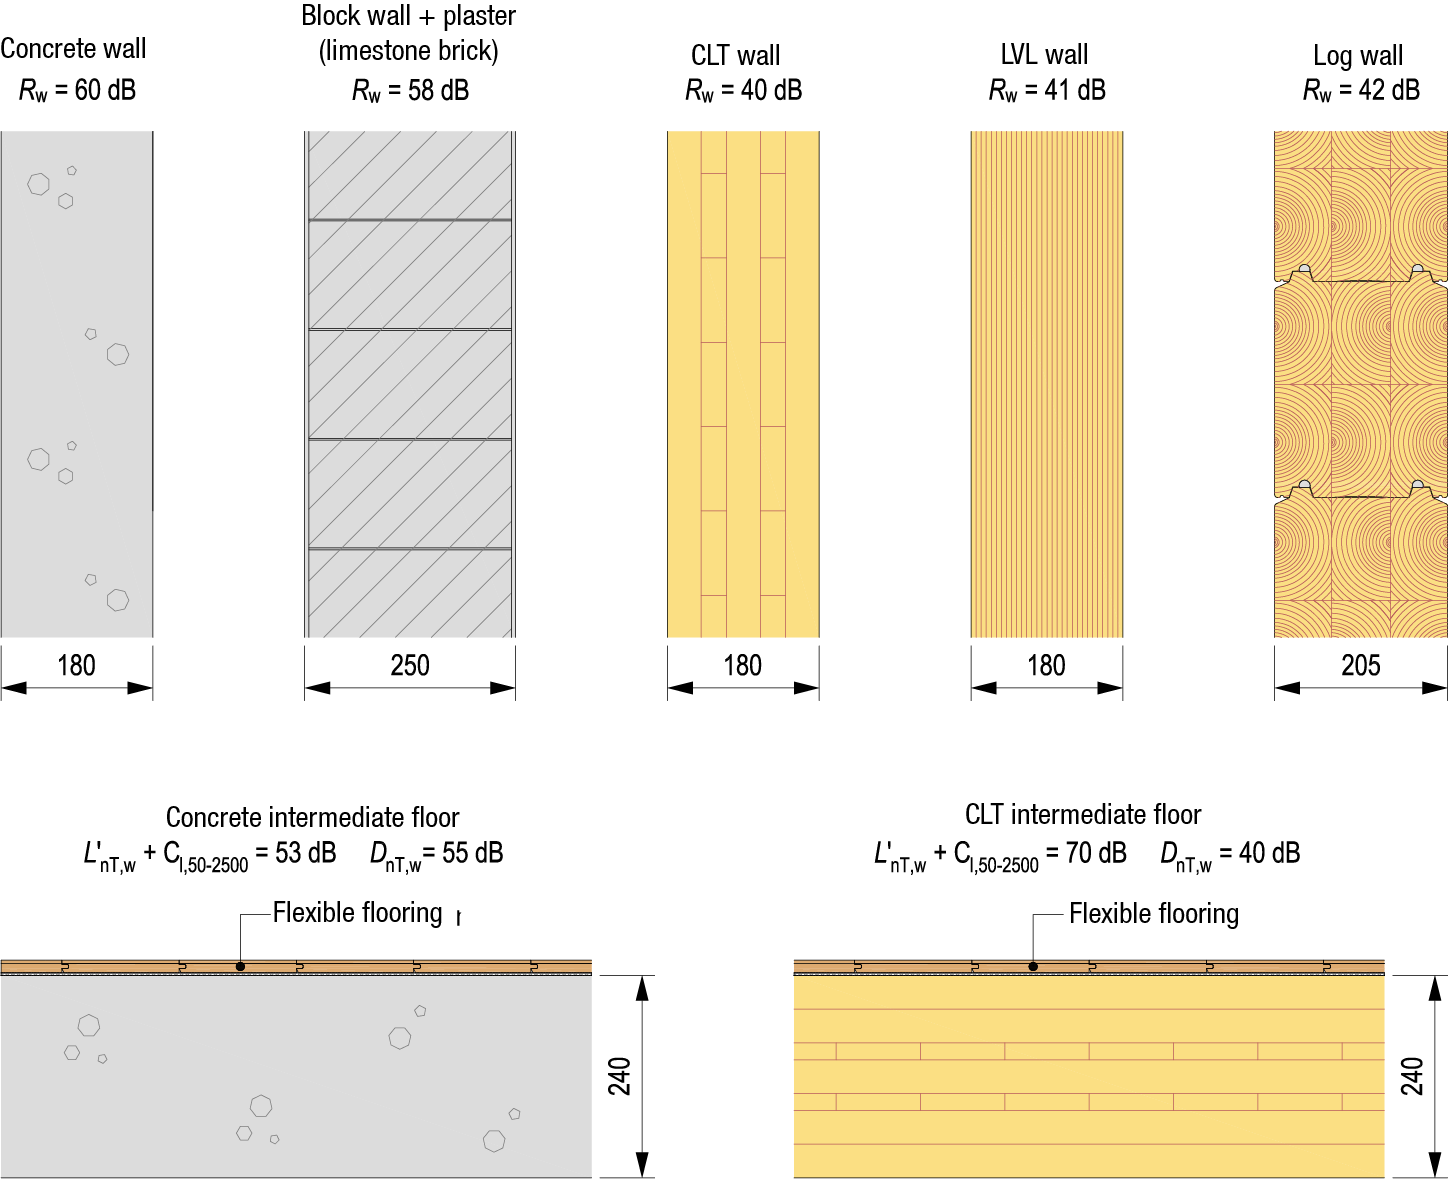 Concrete wall
Rw = 60 dB
Block wall + plaster
(limestone brick)
Rw = 58 dB
CLT wall
Rw = 40 dB
LVL wall
Rw = 41 dB
Log wall
Rw = 42 dB
180
250
180
180
205
Concrete intermediate floor
L'nT,w + CI,50-2500 = 53 dB DnT,w= 55 dB
Flexible flooring
240
CLT intermediate floor
L'nT,w + CI,50-2500 = 70 dB DnT,w = 40 dB
Flexible flooring
240